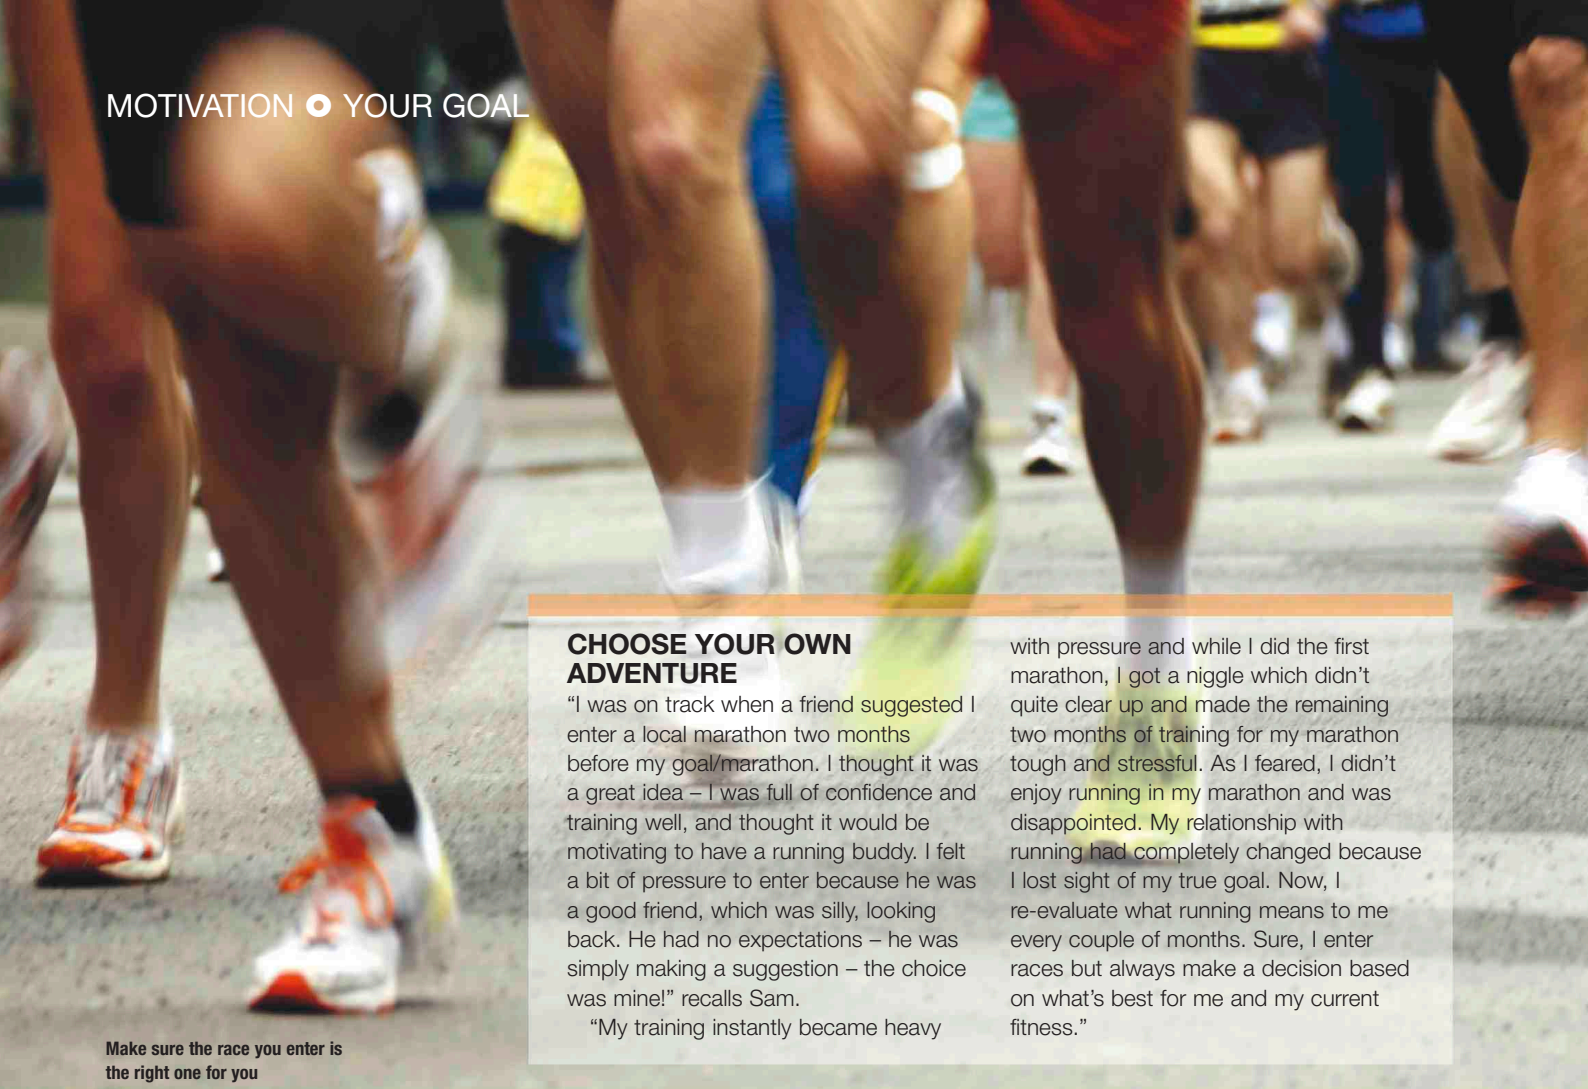 MOTIVATION YOUR GOAL
CHOOSE YOUR OWN
ADVENTURE
“I was on track when a friend suggested I
enter a local marathon two months
before my goal/marathon. I thought it was
a great idea – I was full of confidence and
training well, and thought it would be
motivating to have a running buddy. I felt
a bit of pressure to enter because he was
a good friend, which was silly, looking
back. He had no expectations – he was
simply making a suggestion – the choice
was mine!” recalls Sam.
“My training instantly became heavy
with pressure and while I did the first
marathon, I got a niggle which didn’t
quite clear up and made the remaining
two months of training for my marathon
tough and stressful. As I feared, I didn’t
enjoy running in my marathon and was
disappointed. My relationship with
running had completely changed because
I lost sight of my true goal. Now, I
re-evaluate what running means to me
every couple of months. Sure, I enter
races but always make a decision based
on what’s best for me and my current
fitness.”
Make sure the race you enter is
the right one for you